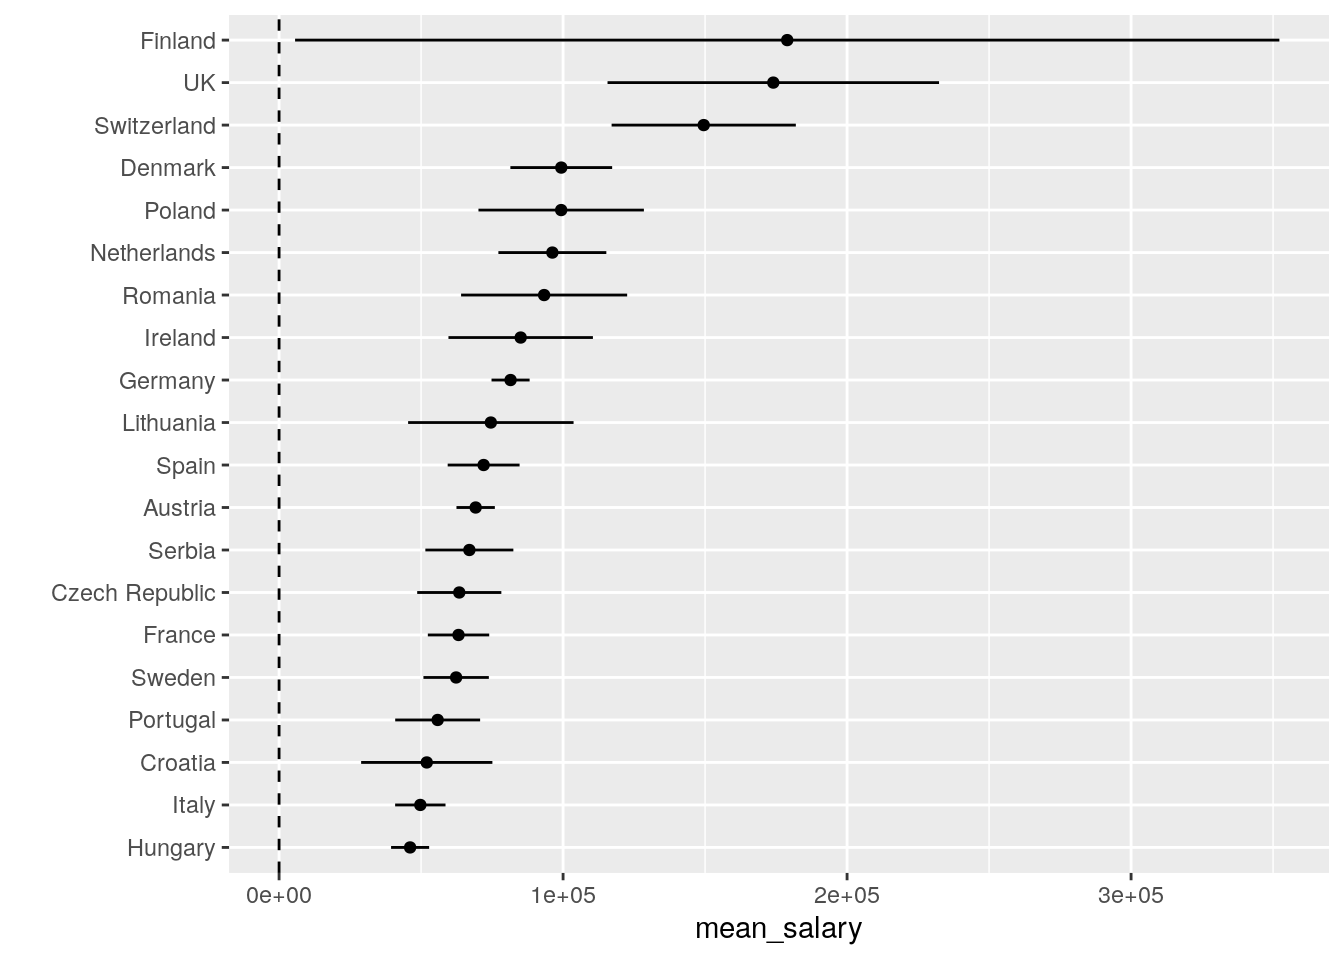 Finland
UK
Switzerland
Denmark
Poland
Netherlands
Romania
Ireland
Germany
Lithuania
Spain
Austria
Serbia
Czech Republic
France
Sweden
Portugal
Croatia
Italy
Hungary
0e+00 1e+05 2e+05 3e+05
mean_salary